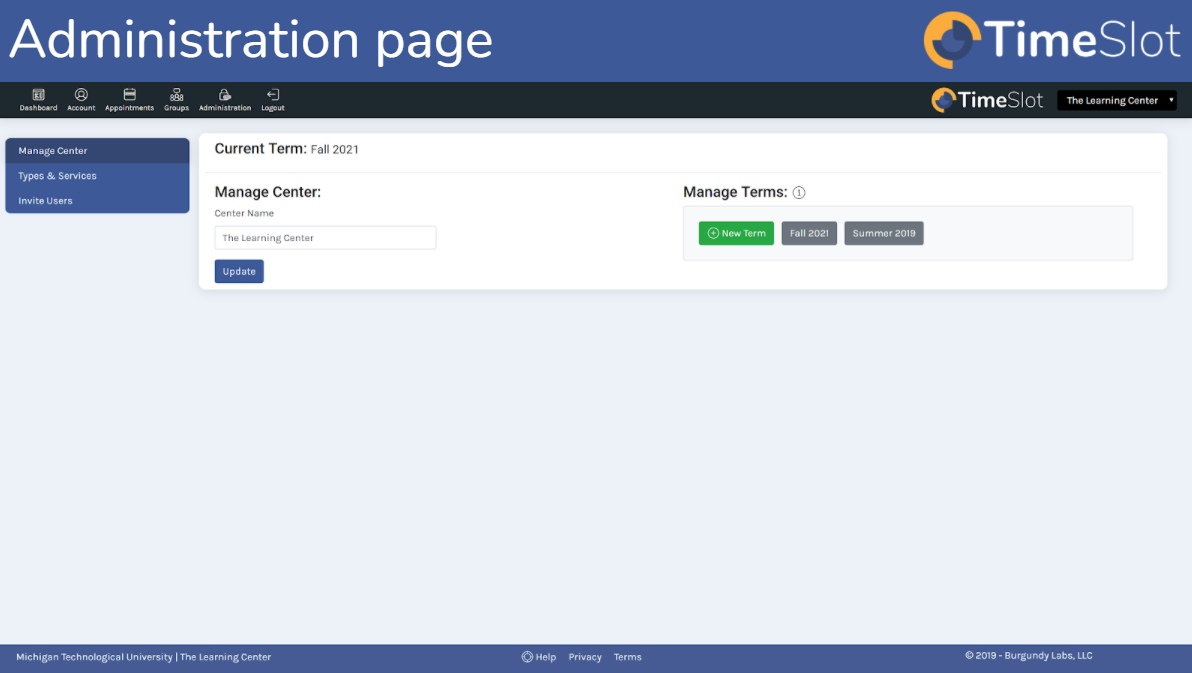 Administration page
TimeSlot
Dashboard Account Appointments Groups Administration Logout
TimeSlot
The Learning Center
Manage Center
Types & Services
Invite Users
Current Term: Fall 2021
Manage Center:
Center Name
The Learning Center
Update
Manage Terms:
New Term Fall 2021 Summer 2019
Michigan Technological University | The Learning Center
Help Privacy Terms
© 2019 - Burgundy Labs, LLC